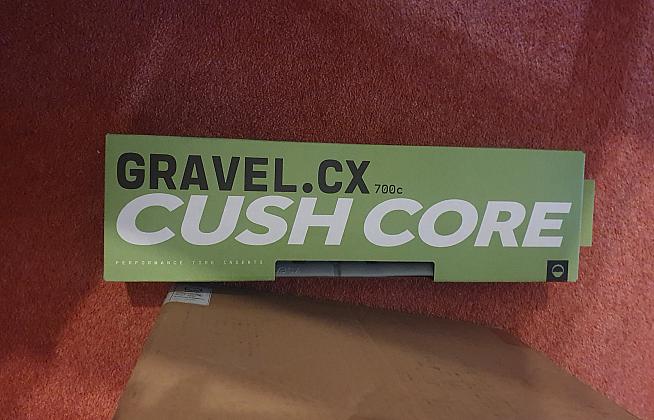 GRAVEL.CX 700c
CUSH CORE
PERFORMANCE TIRE INSERTS